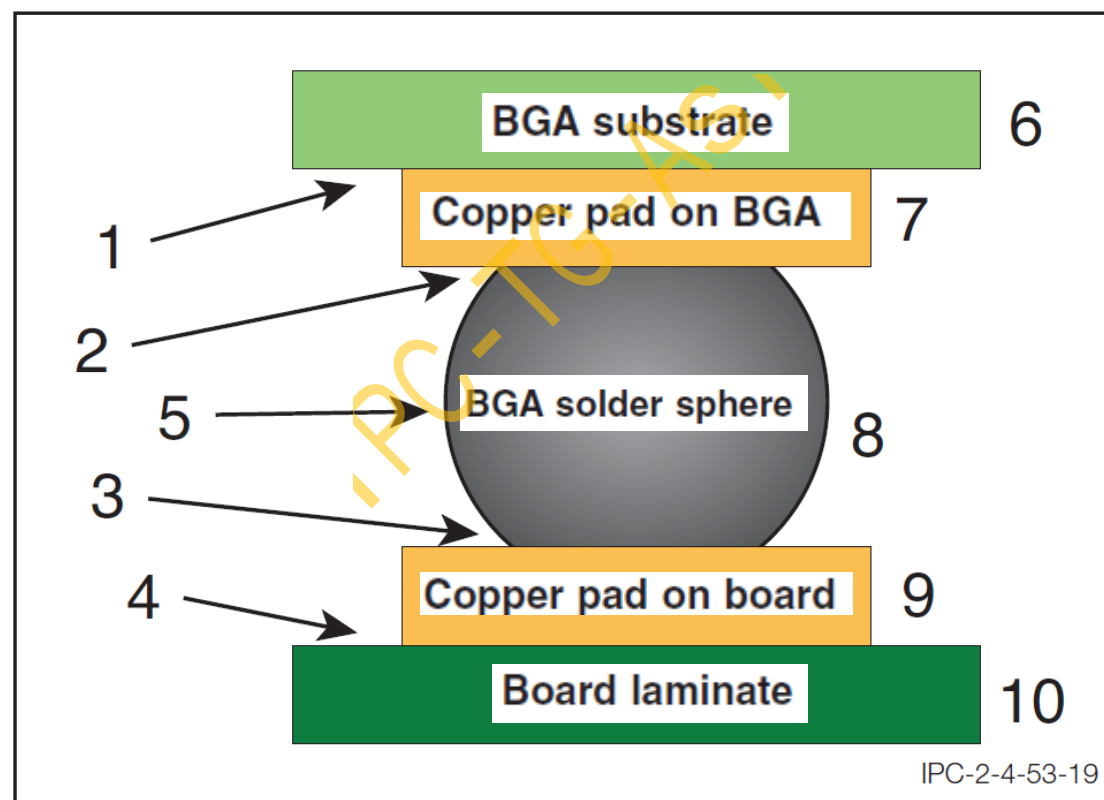 BGA substrate
6
1
Copper pad on BGA
7
2
5
BGA solder sphere
8
3
4
Copper pad on board
9
Board laminate
10
IPC-2-4-53-19
IPC-TG-AS